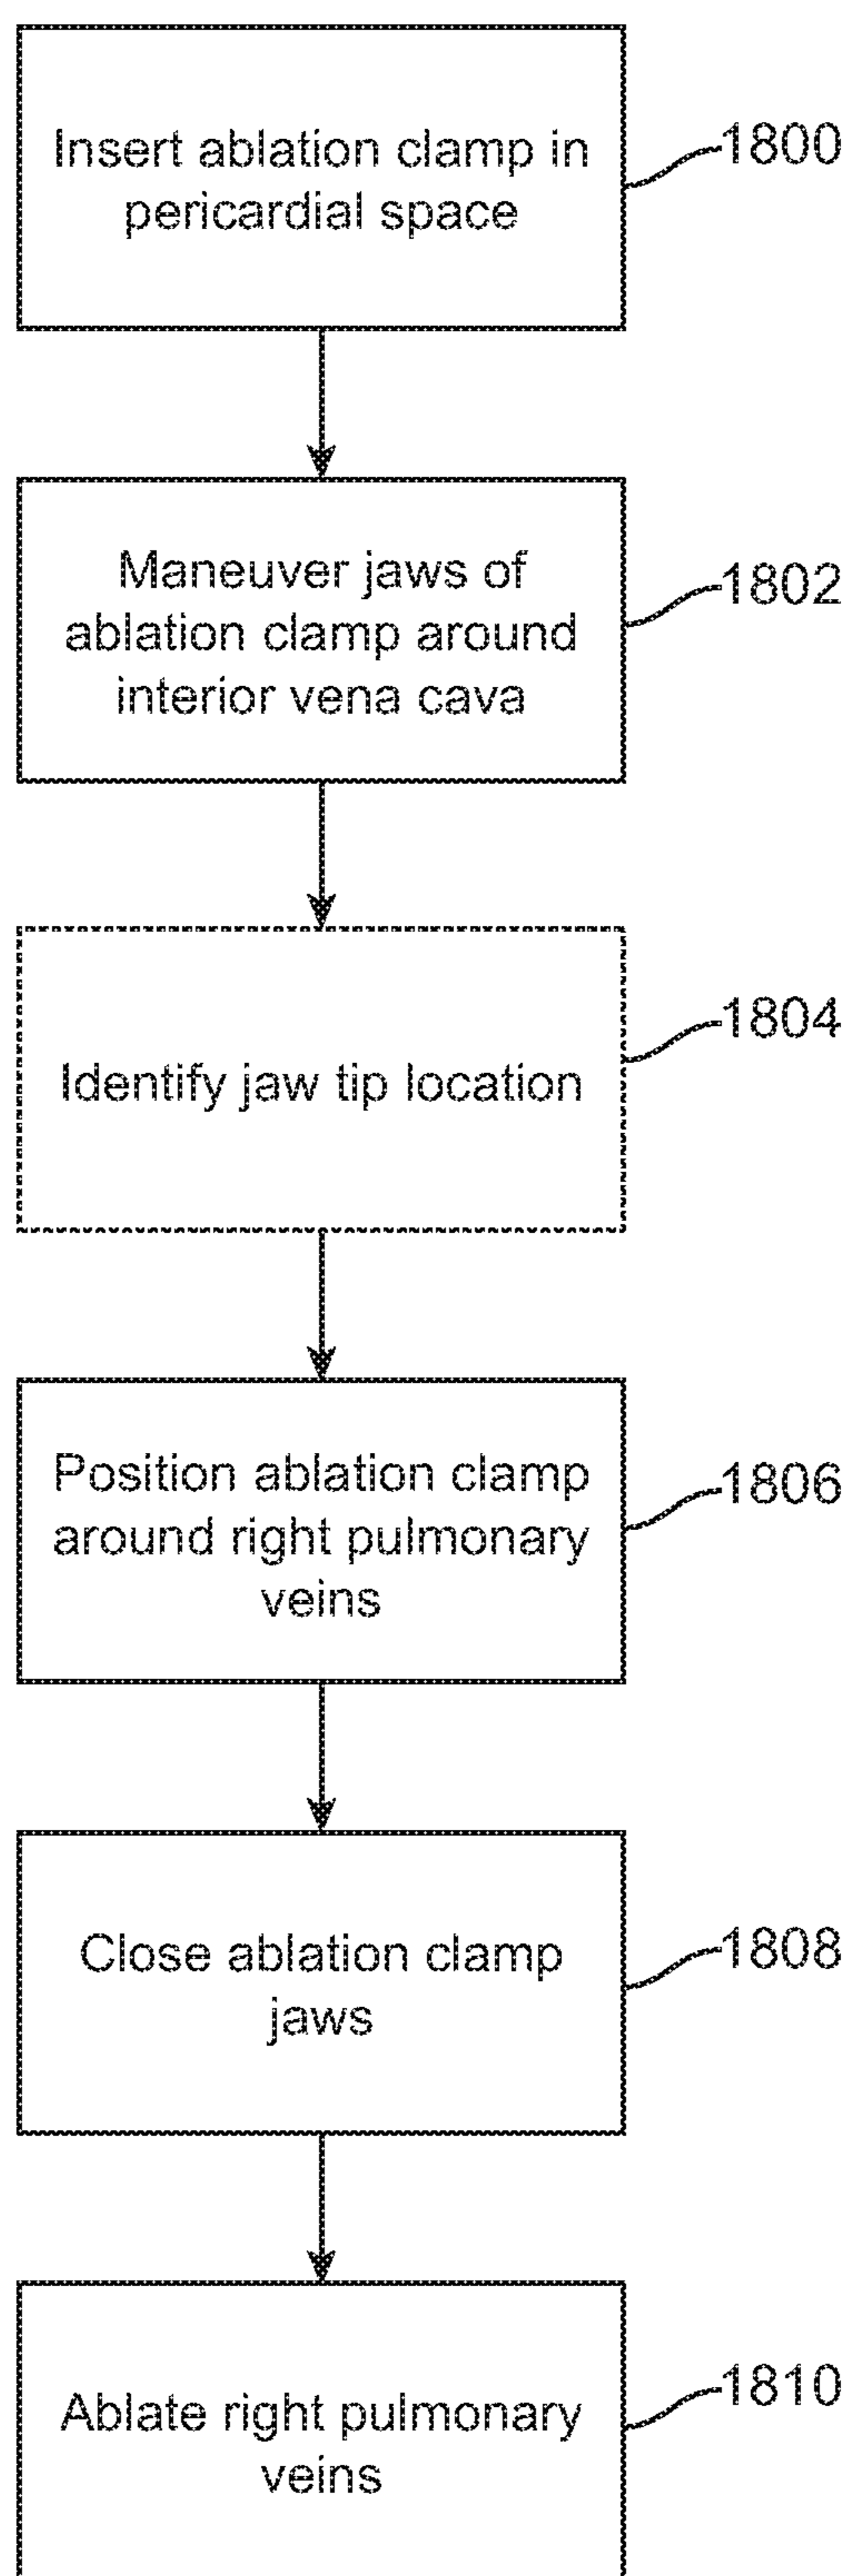 Insert ablation clamp in
pericardial space
1800
Maneuver jaws of
ablation clamp around
interior vena cava
1802
Identify jaw tip location
1804
Position ablation clamp
around right pulmonary
veins
1806
Close ablation clamp
jaws
1808
Ablate right pulmonary
veins
1810